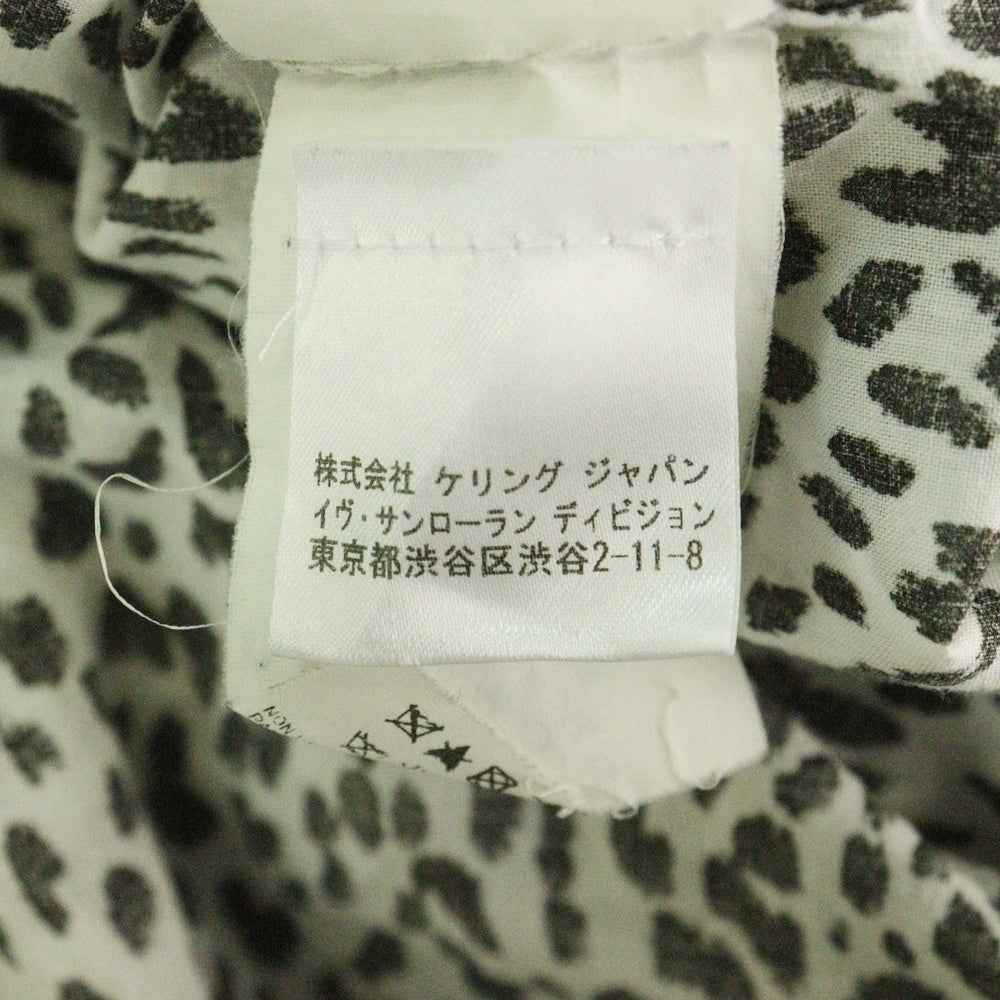 株式会社 ケリング ジャパン
イヴ・サンローラン ディビジョン
東京都渋谷区渋谷2-11-8
NON